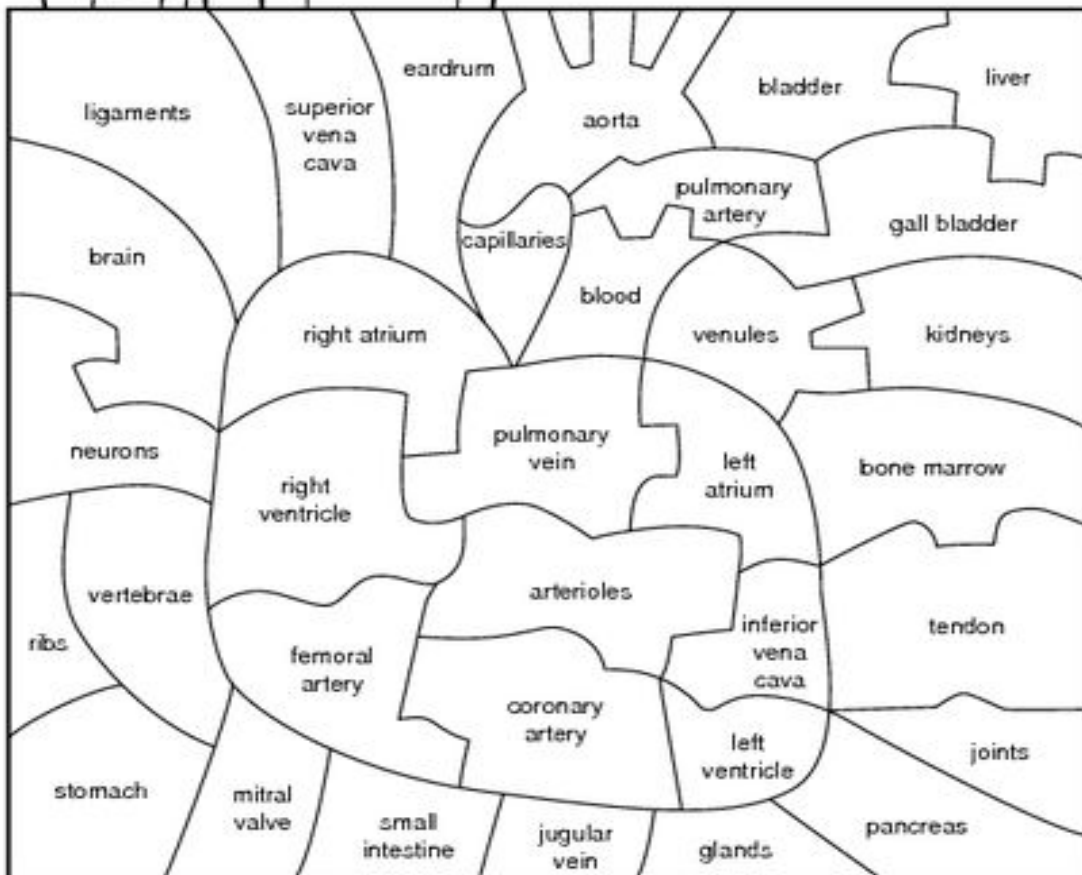 ligaments
superior
vena
cava
eardrum
aorta
bladder
liver
brain
capillaries
pulmonary
artery
gall bladder
blood
right atrium
venules
kidneys
neurons
pulmonary
vein
left
atrium
bone marrow
right
ventricle
vertebrae
arterioles
ribs
femoral
artery
inferior
vena
cava
tendon
coronary
artery
left
ventricle
joints
stomach
mitral
valve
small
intestine
jugular
vein
glands
pancreas